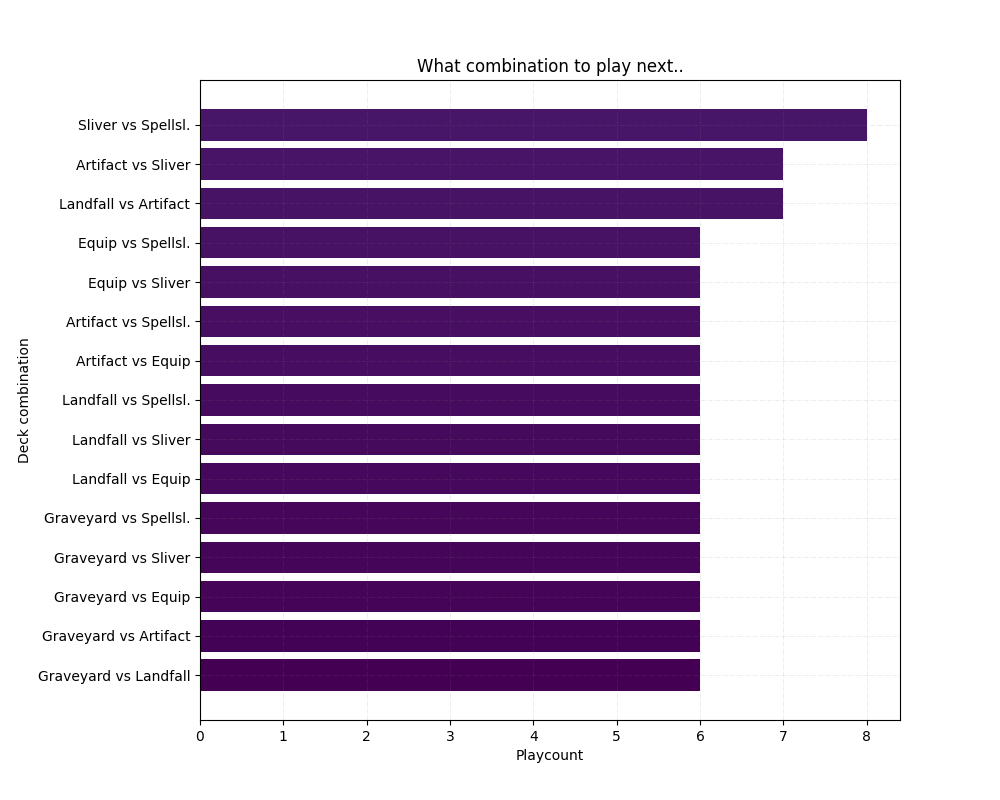 What combination to play next..
Sliver vs Spellsl.
Artifact vs Sliver
Landfall vs Artifact
Equip vs Spellsl.
Equip vs Sliver
Artifact vs Spellsl.
Artifact vs Equip
Landfall vs Spellsl.
Landfall vs Sliver
Landfall vs Equip
Graveyard vs Spellsl.
Graveyard vs Sliver
Graveyard vs Equip
Graveyard vs Artifact
Graveyard vs Landfall
Deck combination
0 1 2 3 4 5 6 7 8
Playcount